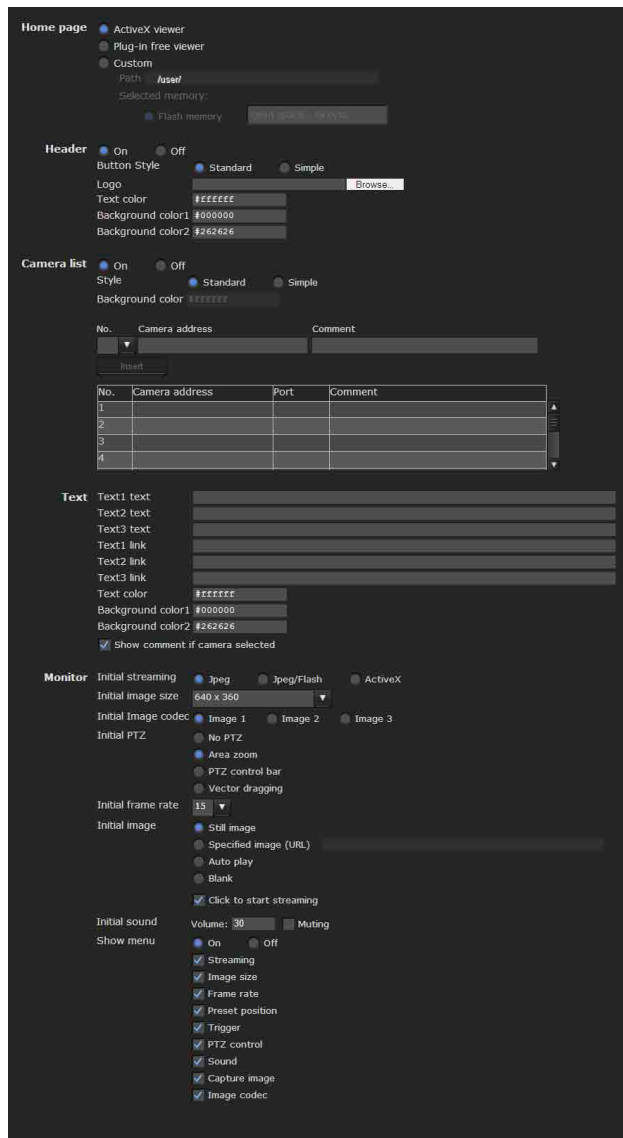 Home page ActiveX viewer
Plug-in free viewer
Custom
Path /user/
Selected memory:
Flash memory
Header On Off
Button Style Standard Simple
Logo Browse...
Text color #ffffff
Background color1 #000000
Background color2 #262626
Camera list On Off
Style Standard Simple
Background color #ffffff
No. Camera address Comment
Insert
No. Camera address Port Comment
1
2
3
4
Text Text1 text
Text2 text
Text3 text
Text1 link
Text2 link
Text3 link
Text color #ffffff
Background color1 #000000
Background color2 #262626
Show comment if camera selected
Monitor Initial streaming Jpeg Jpeg/Flash ActiveX
Initial image size 640 x 360
Initial Image codec Image 1 Image 2 Image 3
Initial PTZ No PTZ
Area zoom
PTZ control bar
Vector dragging
Initial frame rate 15
Initial image Still image
Specified image (URL)
Auto play
Blank
Click to start streaming
Initial sound Volume: 30 Muting
Show menu On Off
Streaming
Image size
Frame rate
Preset position
Trigger
PTZ control
Sound
Capture image
Image codec